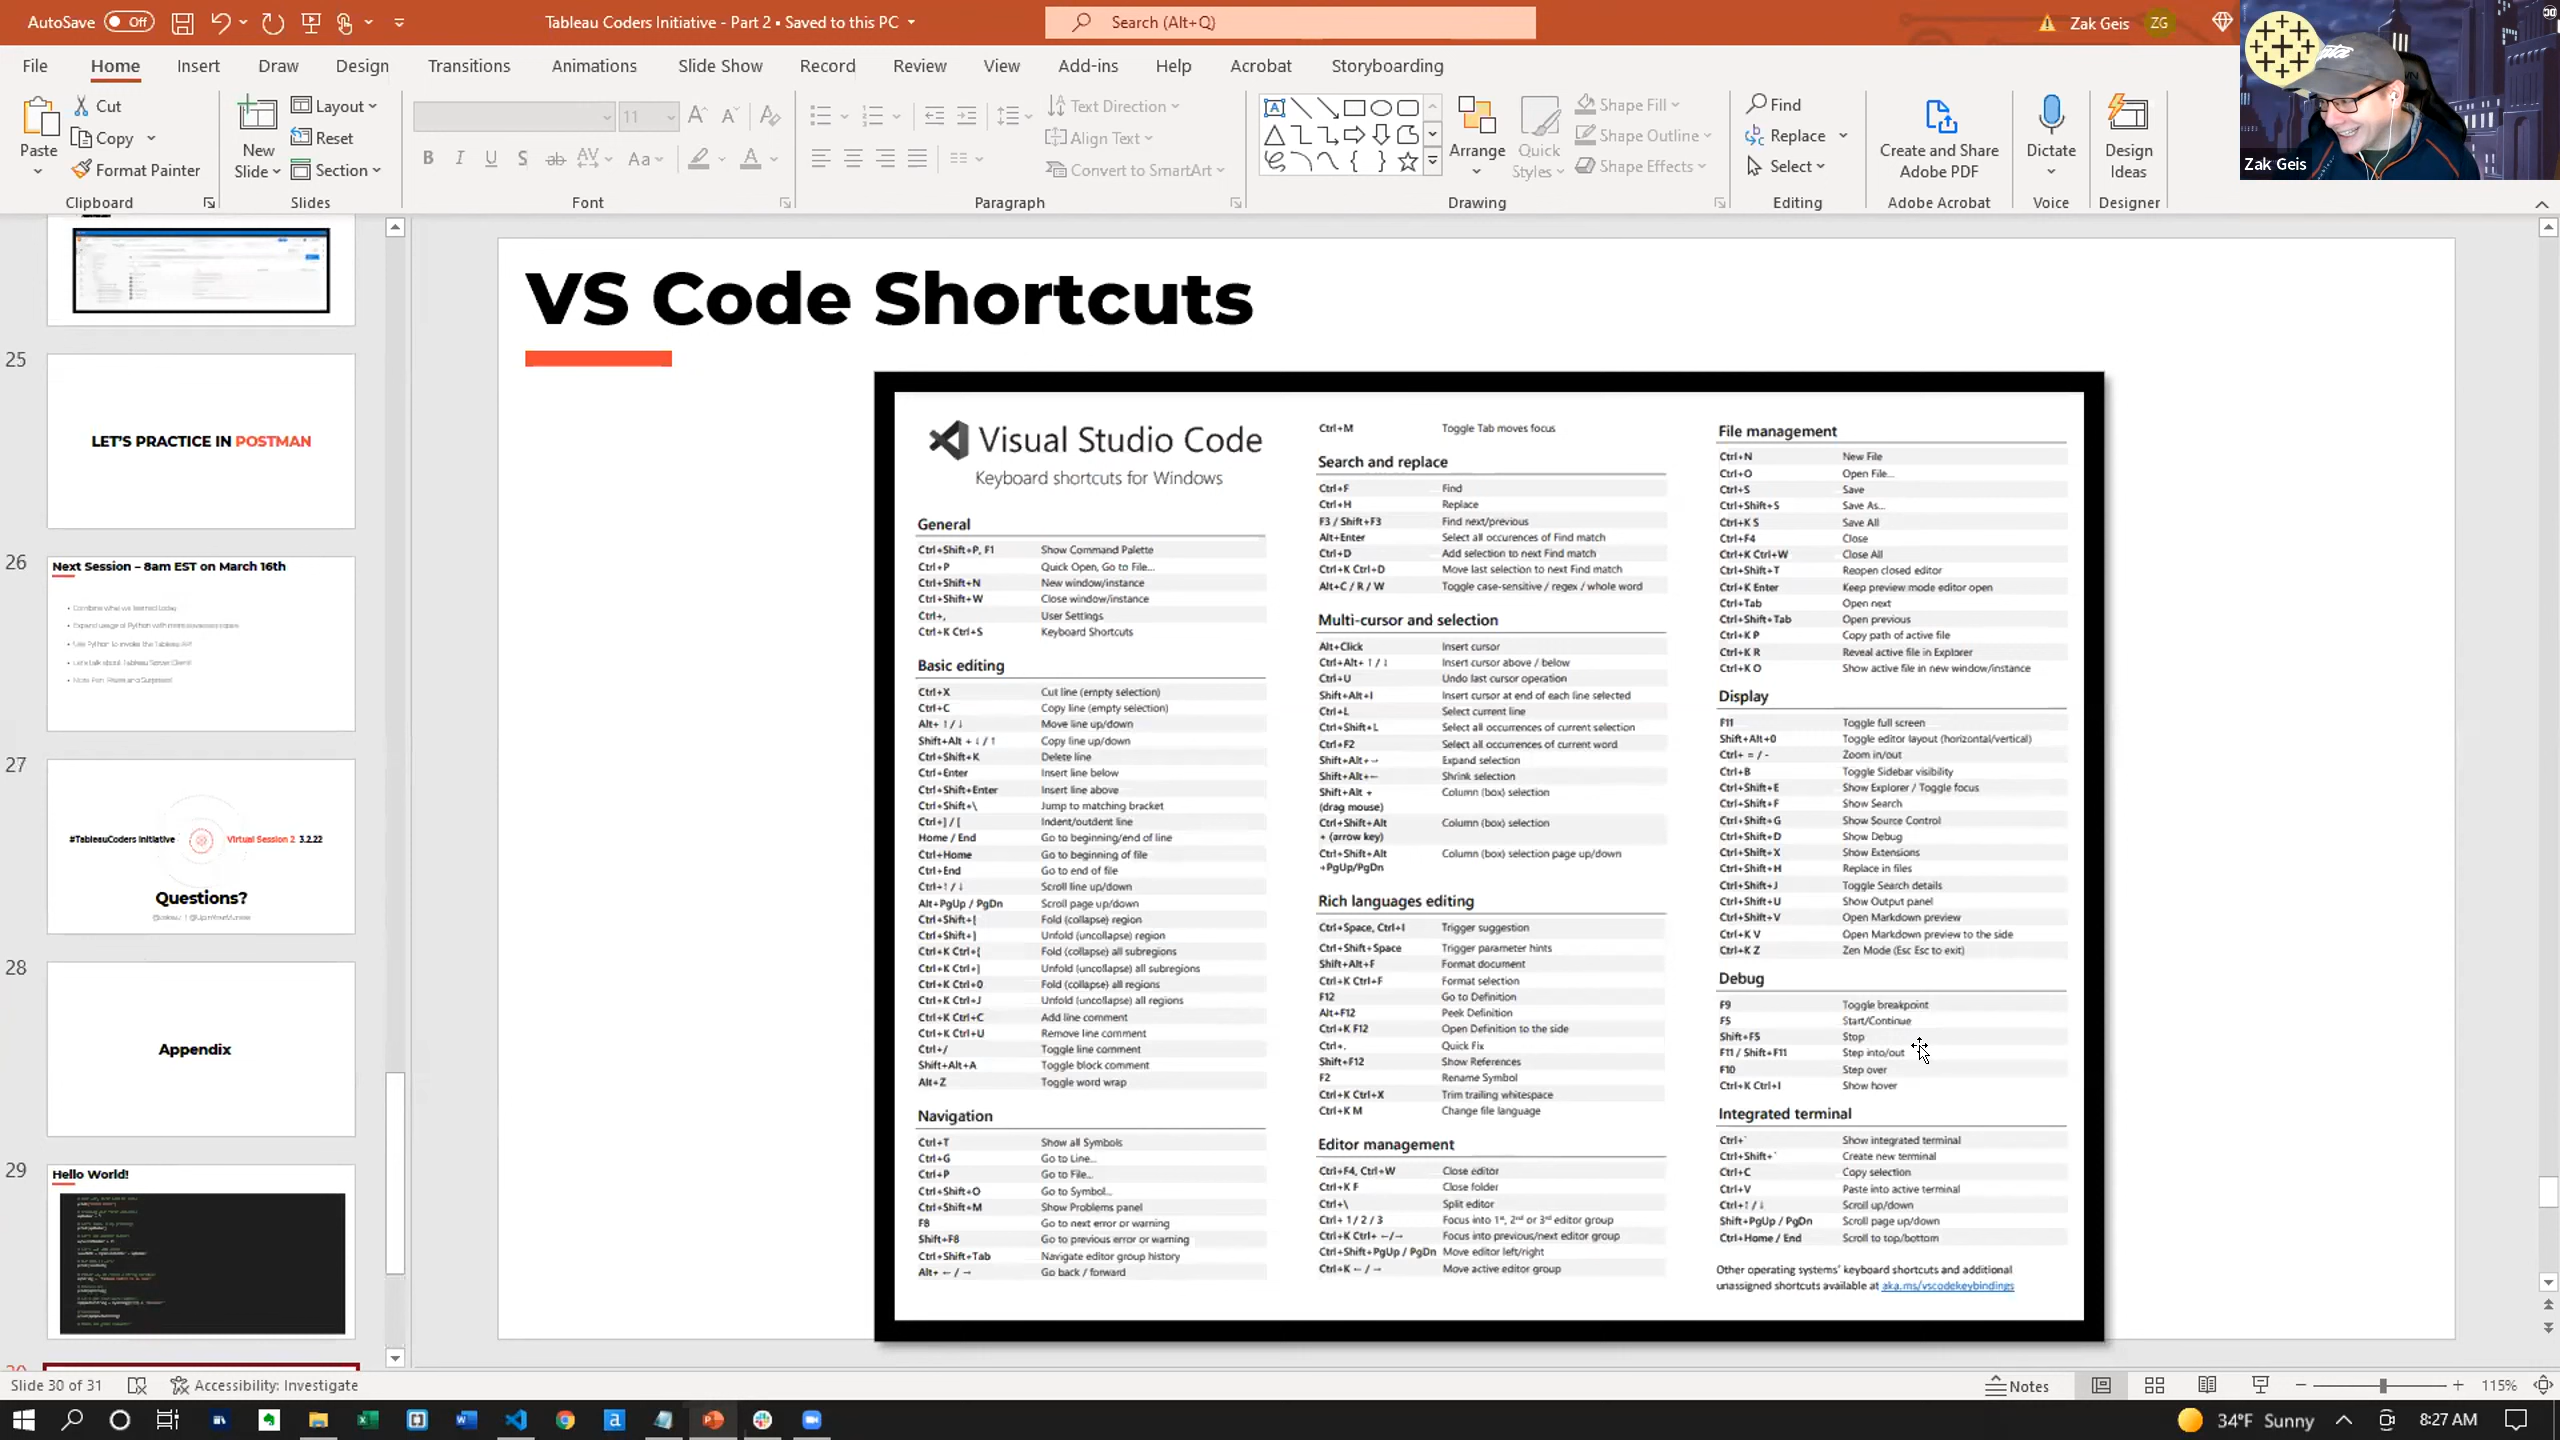 AutoSave Off
Tableau Coders Initiative - Part 2 • Saved to this PC
Search (Alt+Q)
Zak Geis ZG
File Home Insert Draw Design Transitions Animations Slide Show Record Review View Add-ins Help Acrobat Storyboarding
Paste
Cut
Copy
Format Painter
Clipboard
New Slide
Layout
Reset
Section
Slides
11
Font
Text Direction
Align Text
Convert to SmartArt
Paragraph
Arrange
Quick Styles
Shape Fill
Shape Outline
Shape Effects
Drawing
Find
Replace
Select
Editing
Create and Share Adobe PDF
Adobe Acrobat
Dictate
Voice
Design Ideas
Designer
Zak Geis
25
LET'S PRACTICE IN POSTMAN
26
Next Session – 8am EST on March 16th
27
#TableauCoders Initiative
Virtual Session 2 3.2.22
Questions?
28
Appendix
29
Hello World!
VS Code Shortcuts
Visual Studio Code
Keyboard shortcuts for Windows
General
Ctrl+Shift+P, F1 Show Command Palette
Ctrl+P Quick Open, Go to File...
Ctrl+Shift+N New window/instance
Ctrl+Shift+W Close window/instance
Ctrl+, User Settings
Ctrl+K Ctrl+S Keyboard Shortcuts
Basic editing
Ctrl+X Cut line (empty selection)
Ctrl+C Copy line (empty selection)
Alt+ ↑ / ↓ Move line up/down
Shift+Alt + ↓ / ↑ Copy line up/down
Ctrl+Shift+K Delete line
Ctrl+Enter Insert line below
Ctrl+Shift+Enter Insert line above
Ctrl+Shift+\ Jump to matching bracket
Ctrl+] / [ Indent/outdent line
Home / End Go to beginning/end of line
Ctrl+Home Go to beginning of file
Ctrl+End Go to end of file
Ctrl+↑ / ↓ Scroll line up/down
Alt+PgUp / PgDn Scroll page up/down
Ctrl+Shift+[ Fold (collapse) region
Ctrl+Shift+] Unfold (uncollapse) region
Ctrl+K Ctrl+[ Fold (collapse) all subregions
Ctrl+K Ctrl+] Unfold (uncollapse) all subregions
Ctrl+K Ctrl+0 Fold (collapse) all regions
Ctrl+K Ctrl+J Unfold (uncollapse) all regions
Ctrl+K Ctrl+C Add line comment
Ctrl+K Ctrl+U Remove line comment
Ctrl+/ Toggle line comment
Shift+Alt+A Toggle block comment
Alt+Z Toggle word wrap
Navigation
Ctrl+T Show all Symbols
Ctrl+G Go to Line...
Ctrl+P Go to File...
Ctrl+Shift+O Go to Symbol...
Ctrl+Shift+M Show Problems panel
F8 Go to next error or warning
Shift+F8 Go to previous error or warning
Ctrl+Shift+Tab Navigate editor group history
Alt+ ← / → Go back / forward
Ctrl+M Toggle Tab moves focus
Search and replace
Ctrl+F Find
Ctrl+H Replace
F3 / Shift+F3 Find next/previous
Alt+Enter Select all occurences of Find match
Ctrl+D Add selection to next Find match
Ctrl+K Ctrl+D Move last selection to next Find match
Alt+C / R / W Toggle case-sensitive / regex / whole word
Multi-cursor and selection
Alt+Click Insert cursor
Ctrl+Alt+ ↑ / ↓ Insert cursor above / below
Ctrl+U Undo last cursor operation
Shift+Alt+I Insert cursor at end of each line selected
Ctrl+L Select current line
Ctrl+Shift+L Select all occurrences of current selection
Ctrl+F2 Select all occurrences of current word
Shift+Alt+→ Expand selection
Shift+Alt+← Shrink selection
Shift+Alt + (drag mouse) Column (box) selection
Ctrl+Shift+Alt + (arrow key) Column (box) selection
Ctrl+Shift+Alt +PgUp/PgDn Column (box) selection page up/down
Rich languages editing
Ctrl+Space, Ctrl+I Trigger suggestion
Ctrl+Shift+Space Trigger parameter hints
Shift+Alt+F Format document
Ctrl+K Ctrl+F Format selection
F12 Go to Definition
Alt+F12 Peek Definition
Ctrl+K F12 Open Definition to the side
Ctrl+. Quick Fix
Shift+F12 Show References
F2 Rename Symbol
Ctrl+K Ctrl+X Trim trailing whitespace
Ctrl+K M Change file language
Editor management
Ctrl+F4, Ctrl+W Close editor
Ctrl+K F Close folder
Ctrl+\ Split editor
Ctrl+ 1 / 2 / 3 Focus into 1st, 2nd or 3rd editor group
Ctrl+K Ctrl+ ←/→ Focus into previous/next editor group
Ctrl+Shift+PgUp / PgDn Move editor left/right
Ctrl+K ← / → Move active editor group
File management
Ctrl+N New File
Ctrl+O Open File...
Ctrl+S Save
Ctrl+Shift+S Save As...
Ctrl+K S Save All
Ctrl+F4 Close
Ctrl+K Ctrl+W Close All
Ctrl+Shift+T Reopen closed editor
Ctrl+K Enter Keep preview mode editor open
Ctrl+Tab Open next
Ctrl+Shift+Tab Open previous
Ctrl+K P Copy path of active file
Ctrl+K R Reveal active file in Explorer
Ctrl+K O Show active file in new window/instance
Display
F11 Toggle full screen
Shift+Alt+0 Toggle editor layout (horizontal/vertical)
Ctrl+ = / - Zoom in/out
Ctrl+B Toggle Sidebar visibility
Ctrl+Shift+E Show Explorer / Toggle focus
Ctrl+Shift+F Show Search
Ctrl+Shift+G Show Source Control
Ctrl+Shift+D Show Debug
Ctrl+Shift+X Show Extensions
Ctrl+Shift+H Replace in files
Ctrl+Shift+J Toggle Search details
Ctrl+Shift+U Show Output panel
Ctrl+Shift+V Open Markdown preview
Ctrl+K V Open Markdown preview to the side
Ctrl+K Z Zen Mode (Esc Esc to exit)
Debug
F9 Toggle breakpoint
F5 Start/Continue
Shift+F5 Stop
F11 / Shift+F11 Step into/out
F10 Step over
Ctrl+K Ctrl+I Show hover
Integrated terminal
Ctrl+` Show integrated terminal
Ctrl+Shift+` Create new terminal
Ctrl+C Copy selection
Ctrl+V Paste into active terminal
Ctrl+↑ / ↓ Scroll up/down
Shift+PgUp / PgDn Scroll page up/down
Ctrl+Home / End Scroll to top/bottom
Other operating systems' keyboard shortcuts and additional
unassigned shortcuts available at aka.ms/vscodekeybindings
Slide 30 of 31
Accessibility: Investigate
Notes
115%
34°F Sunny
8:27 AM